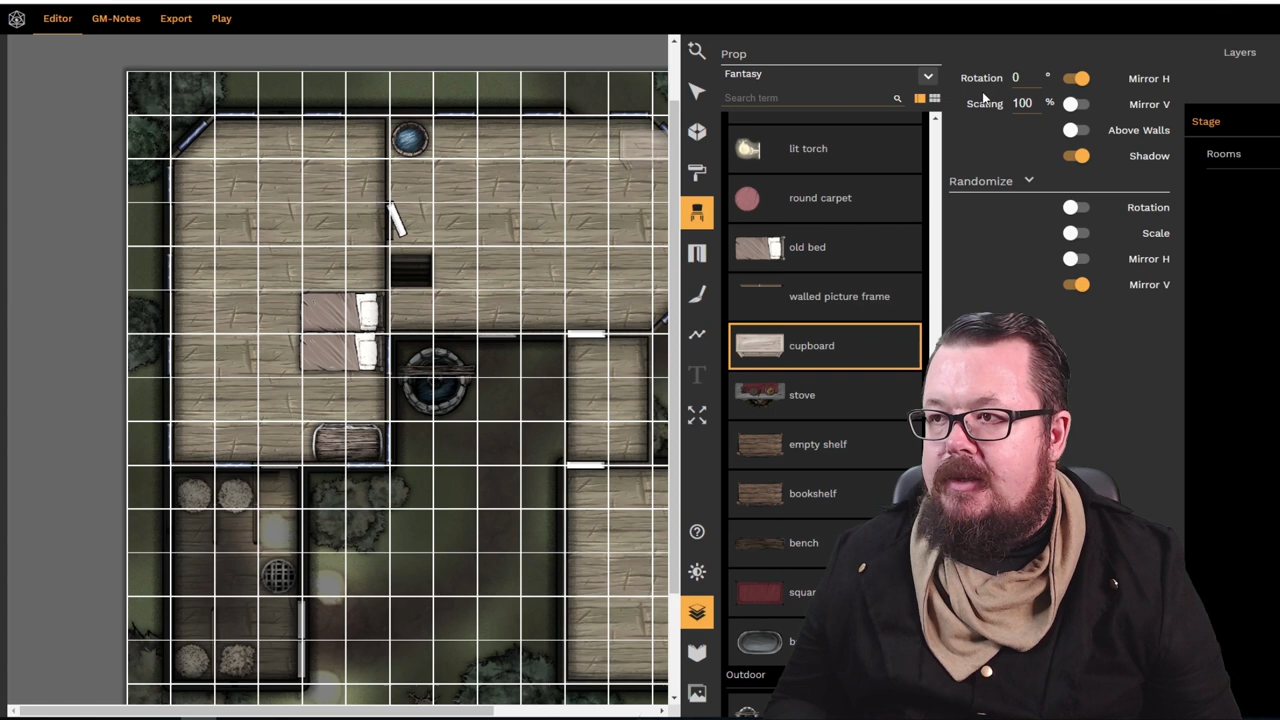 Editor
GM-Notes
Export
Play
Prop
Fantasy
Search term
lit torch
round carpet
old bed
walled picture frame
cupboard
stove
empty shelf
bookshelf
bench
squar
b
Outdoor
Rotation 0 °
Scaling 100 %
Mirror H
Mirror V
Above Walls
Shadow
Randomize
Rotation
Scale
Mirror H
Mirror V
Layers
Stage
Rooms
T